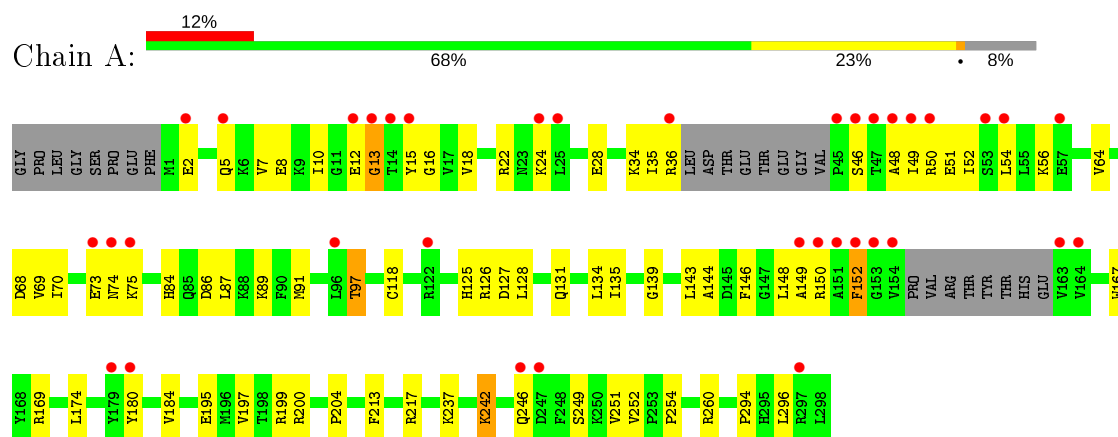 12%
Chain A:
68% 23% • 8%
GLY PRO LEU GLY SER PRO GLU PHE M1 E2 Q5 K6 V7 E8 K9 I10 G11 E12 G13 T14 Y15 G16 V17 V18 R22 N23 K24 L25 E28 K34 I35 R36 LEU ASP THR GLU THR GLU GLY VAL P45 S46 T47 A48 I49 R50 E51 I52 S53 L54 L55 K56 E57 V64
D68 V69 I70 E73 N74 K75 H84 Q85 D86 L87 K88 K89 F90 M91 L96 T97 C118 R122 H125 R126 D127 L128 Q131 L134 I135 G139 L143 A144 D145 F146 G147 L148 A149 R150 A151 F152 G153 V154 PRO VAL ARG THR TYR THR HIS GLU V163 V164 W167
Y168 R169 L174 Y179 Y180 V184 E195 M196 V197 T198 R199 R200 P204 F213 R217 K237 K242 Q246 D247 F248 S249 K250 V251 V252 P253 P254 R260 P294 H295 L296 R297 L298